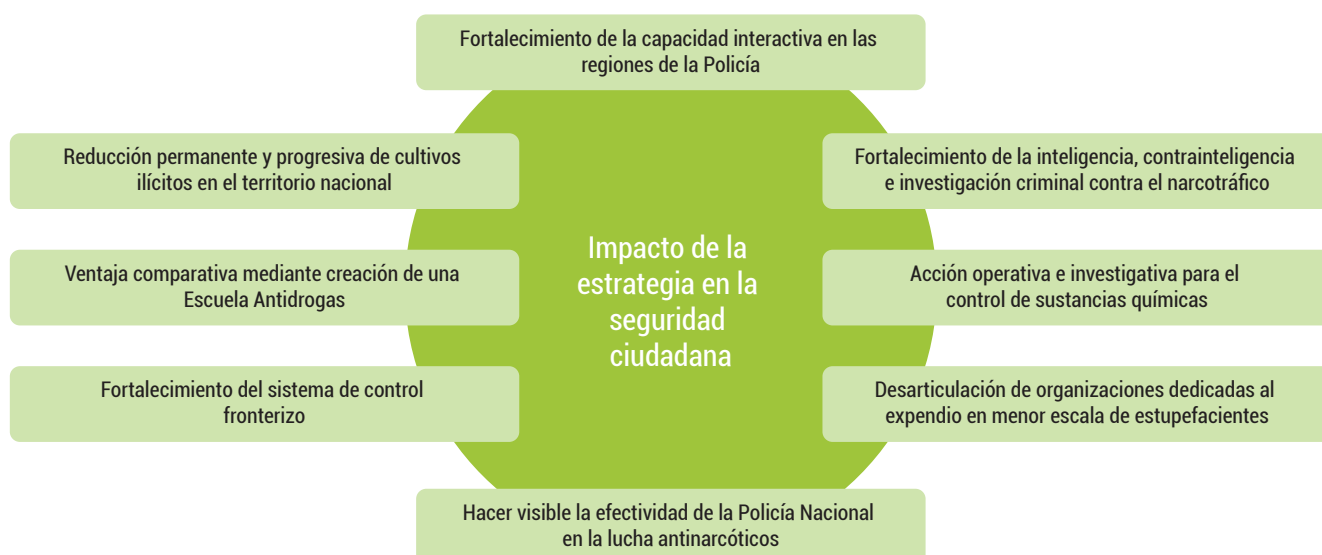 Fortalecimiento de la capacidad interactiva en las
regiones de la Policía
Reducción permanente y progresiva de cultivos
ilícitos en el territorio nacional
Fortalecimiento de la inteligencia, contrainteligencia
e investigación criminal contra el narcotráfico
Ventaja comparativa mediante creación de una
Escuela Antidrogas
Impacto de la
estrategia en la
seguridad
ciudadana
Acción operativa e investigativa para el
control de sustancias químicas
Fortalecimiento del sistema de control
fronterizo
Desarticulación de organizaciones dedicadas al
expendio en menor escala de estupefacientes
Hacer visible la efectividad de la Policía Nacional
en la lucha antinarcóticos